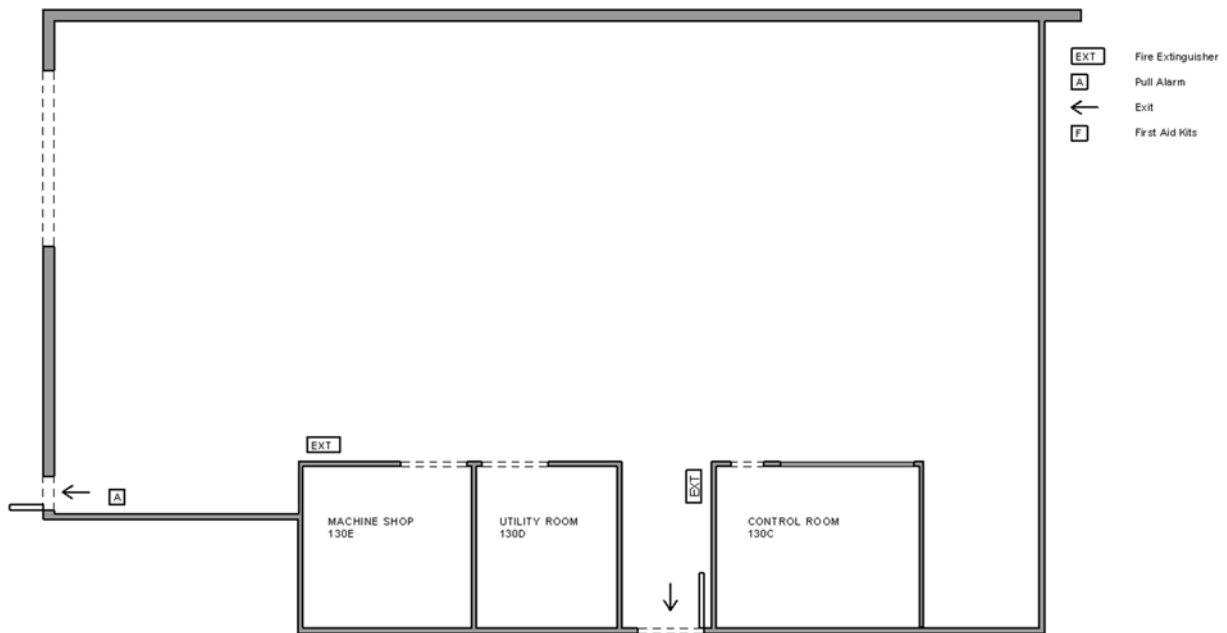 EXT Fire Extinguisher
A Pull Alarm
Exit
F First Aid Kits
EXT
EXT
A
MACHINE SHOP
130E
UTILITY ROOM
130D
CONTROL ROOM
130C